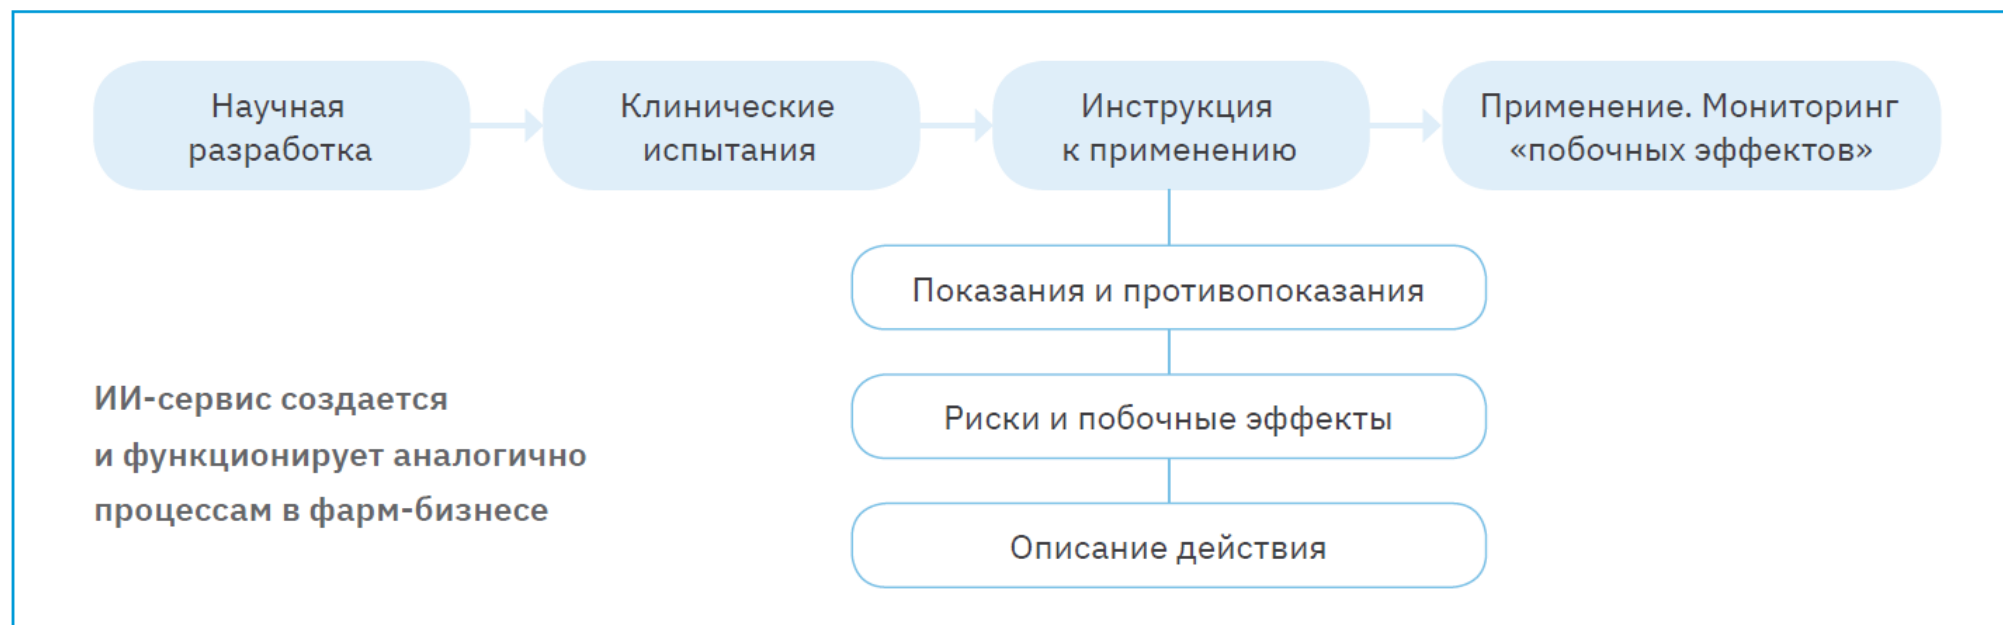 Научная
разработка
Клинические
испытания
Инструкция
к применению
Применение. Мониторинг
«побочных эффектов»
Показания и противопоказания
Риски и побочные эффекты
Описание действия
ИИ-сервис создается
и функционирует аналогично
процессам в фарм-бизнесе